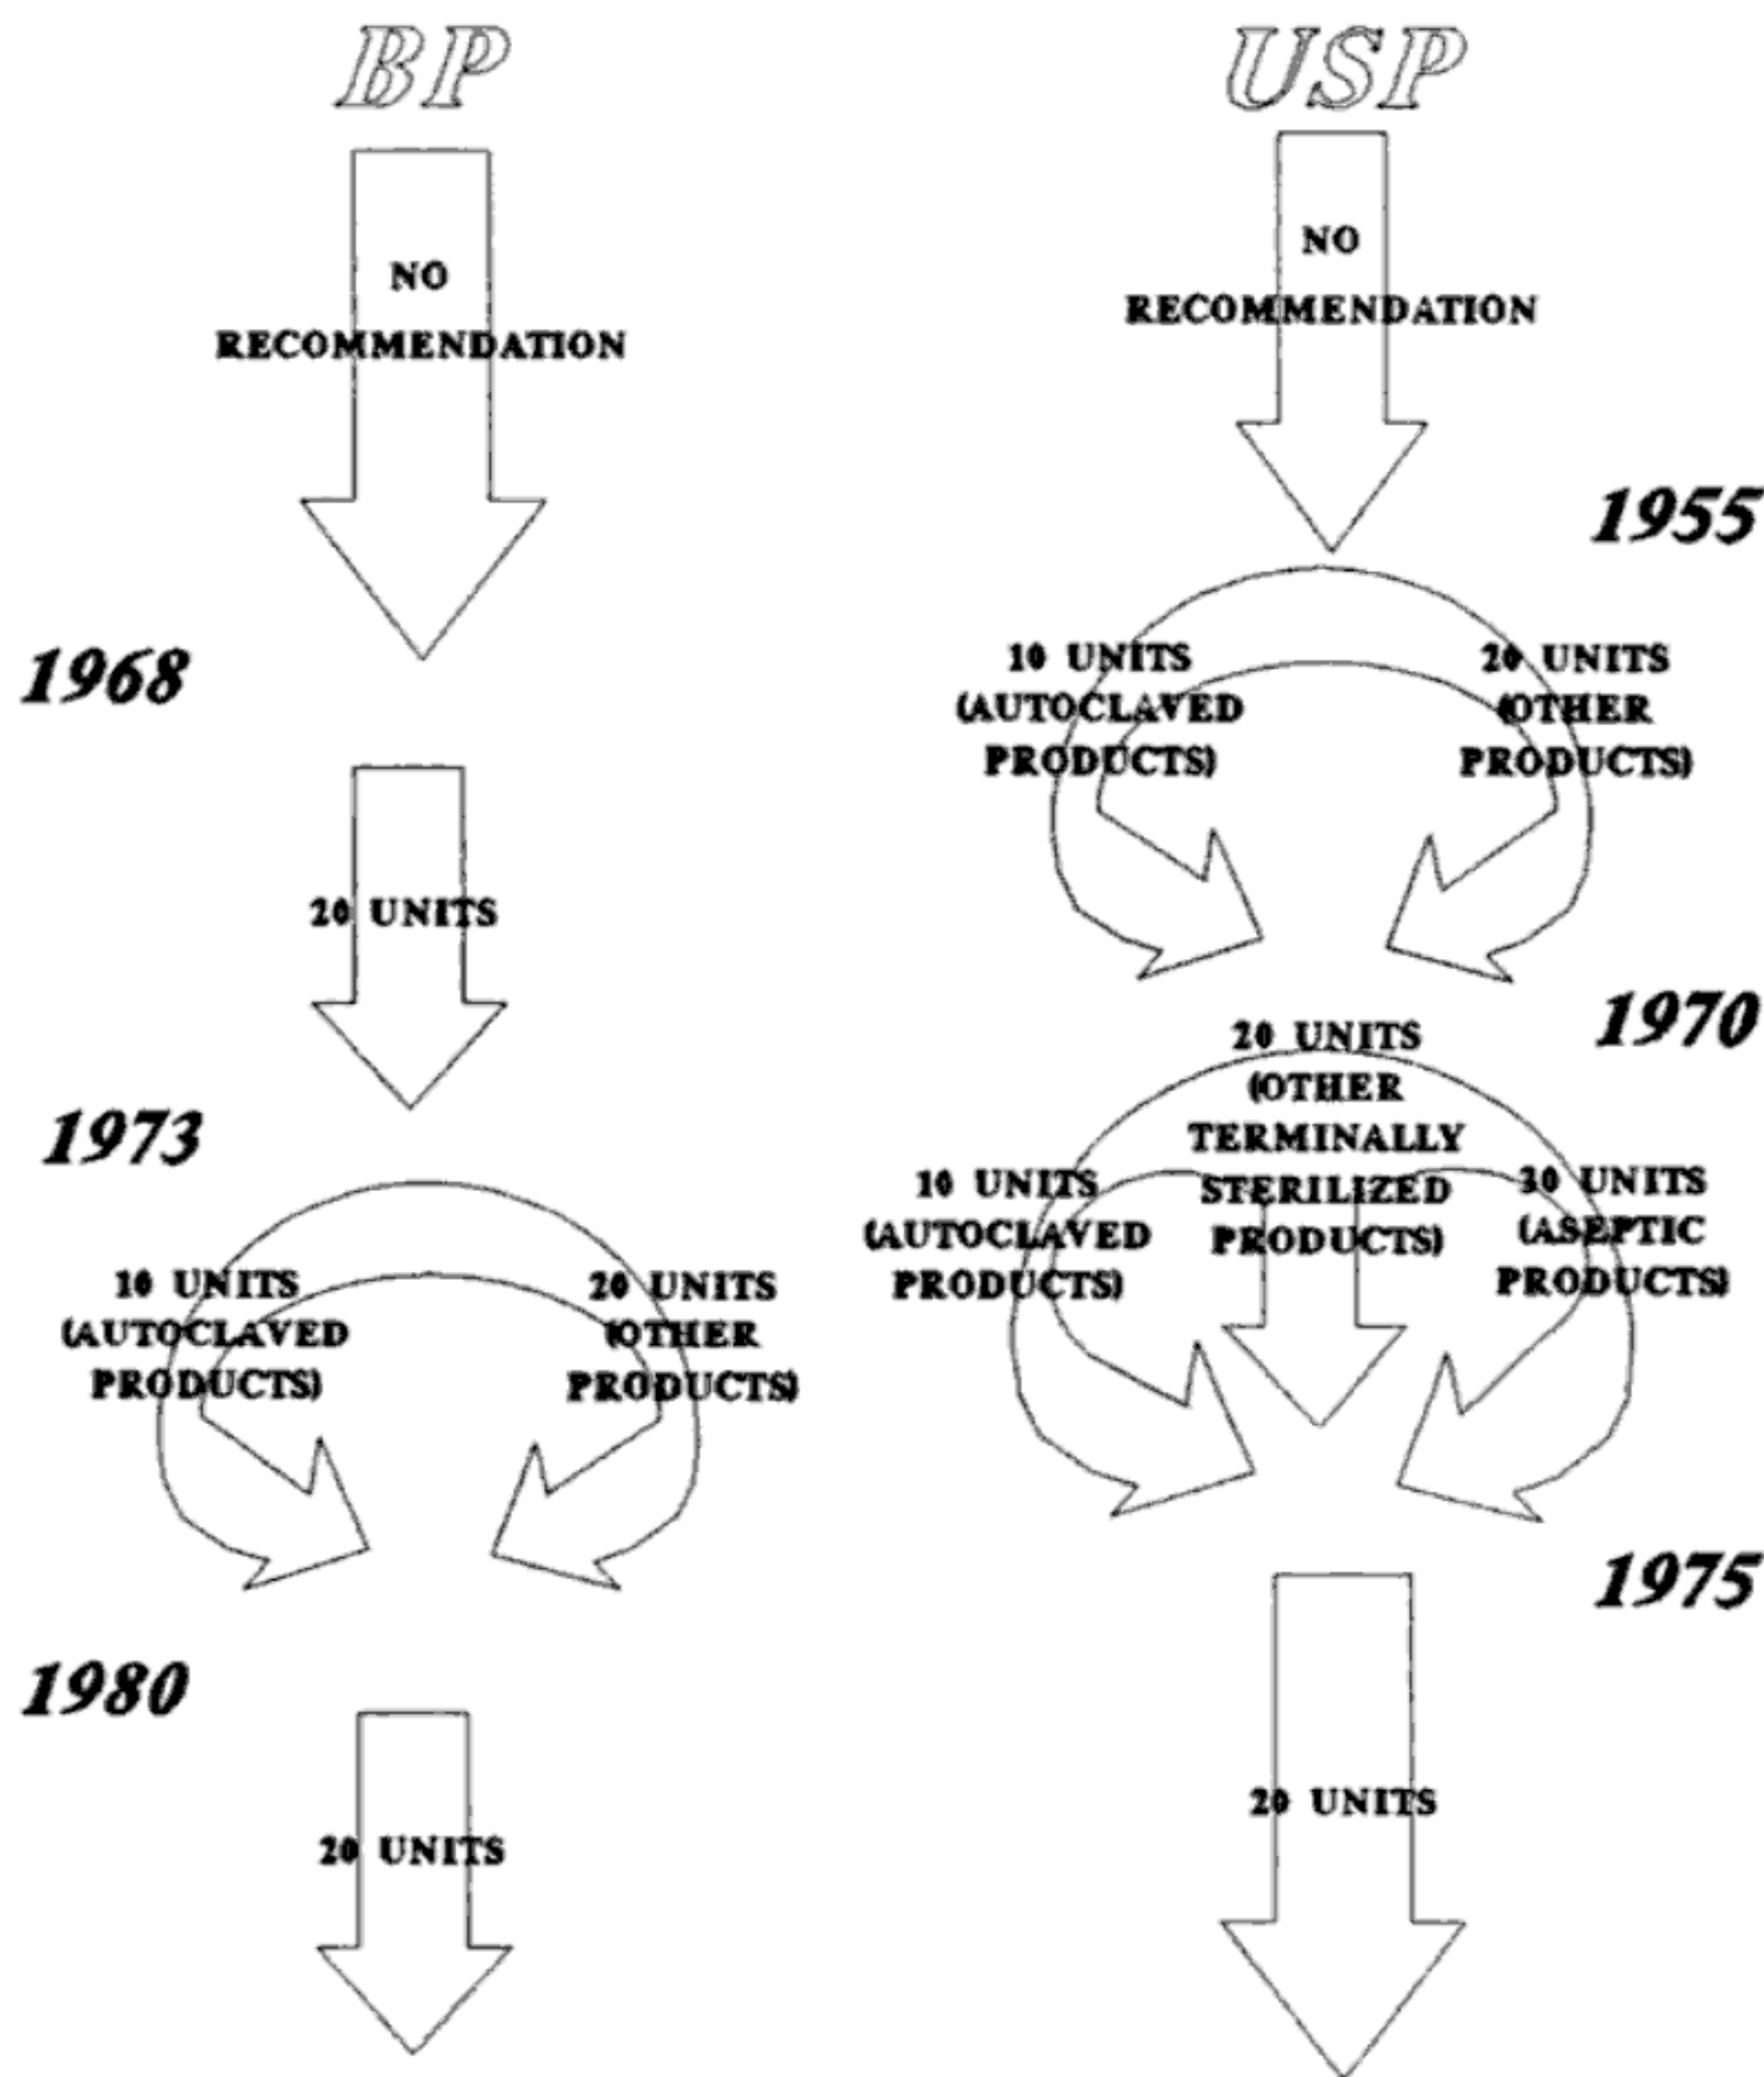 BP
NO
RECOMMENDATION
1968
20 UNITS
1973
10 UNITS
(AUTOCLAVED
PRODUCTS)
20 UNITS
(OTHER
PRODUCTS)
1980
20 UNITS
USP
NO
RECOMMENDATION
1955
10 UNITS
(AUTOCLAVED
PRODUCTS)
20 UNITS
(OTHER
PRODUCTS)
1970
20 UNITS
(OTHER
TERMINALLY
STERILIZED
PRODUCTS)
10 UNITS
(AUTOCLAVED
PRODUCTS)
30 UNITS
(ASEPTIC
PRODUCTS)
1975
20 UNITS